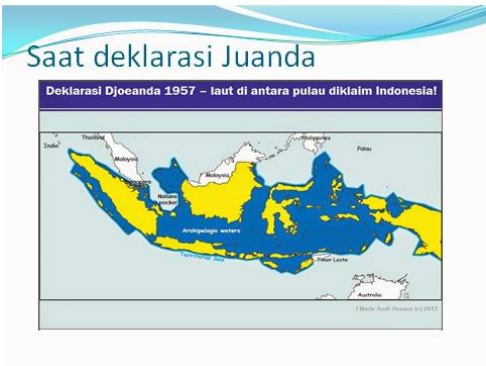 Saat deklarasi Juanda
Deklarasi Djoeanda 1957 – laut di antara pulau diklaim Indonesia!
Thailand
Philippines
India
Palau
Malaysia
Malaysia
Singapore
Natuna
pocket
Archipelagic waters
Territorial Sea
Timor Leste
Australia
I Made Andi Arsana (c) 2013